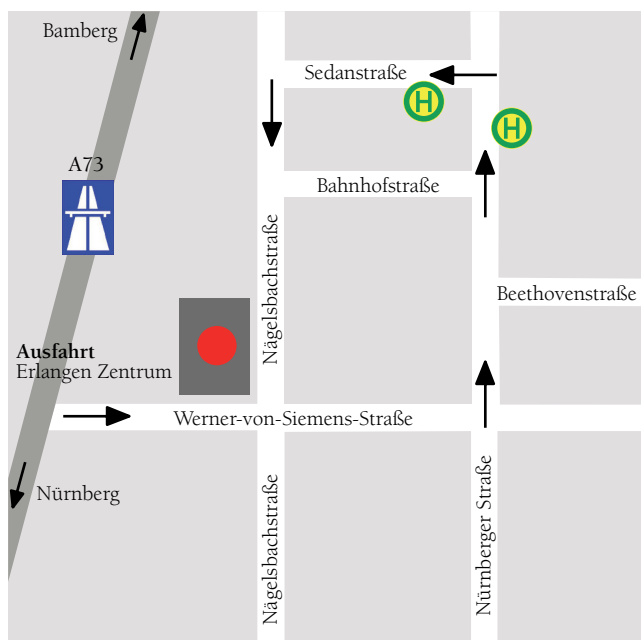 Bamberg
Sedanstraße
H
H
A73
Bahnhofstraße
Nägelsbachstraße
Beethovenstraße
Ausfahrt
Erlangen Zentrum
Werner-von-Siemens-Straße
Nürnberg
Nägelsbachstraße
Nürnberger Straße